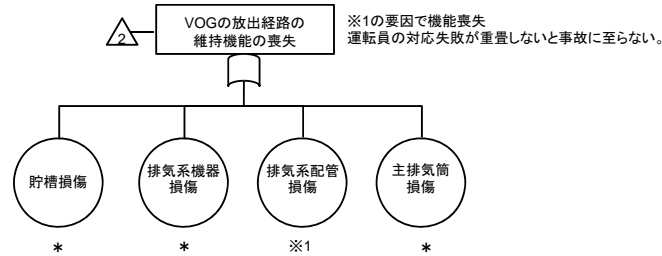 VOGの放出経路の
維持機能の喪失
※1の要因で機能喪失
運転員の対応失敗が重畳しないと事故に至らない。
2
貯槽損傷
排気系機器
損傷
排気系配管
損傷
主排気筒
損傷
*
*
※1
*